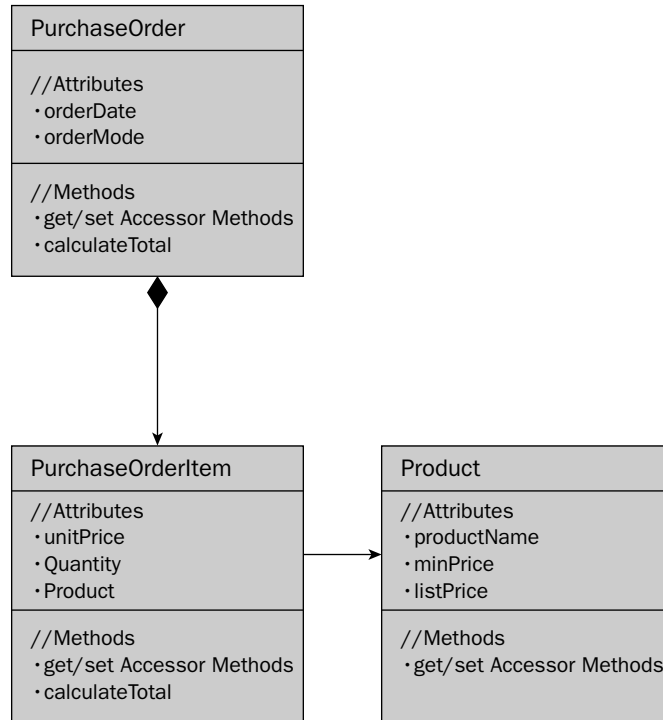 PurchaseOrder
//Attributes
·orderDate
·orderMode
//Methods
·get/set Accessor Methods
·calculateTotal
PurchaseOrderItem
//Attributes
·unitPrice
·Quantity
·Product
//Methods
·get/set Accessor Methods
·calculateTotal
Product
//Attributes
·productName
·minPrice
·listPrice
//Methods
·get/set Accessor Methods